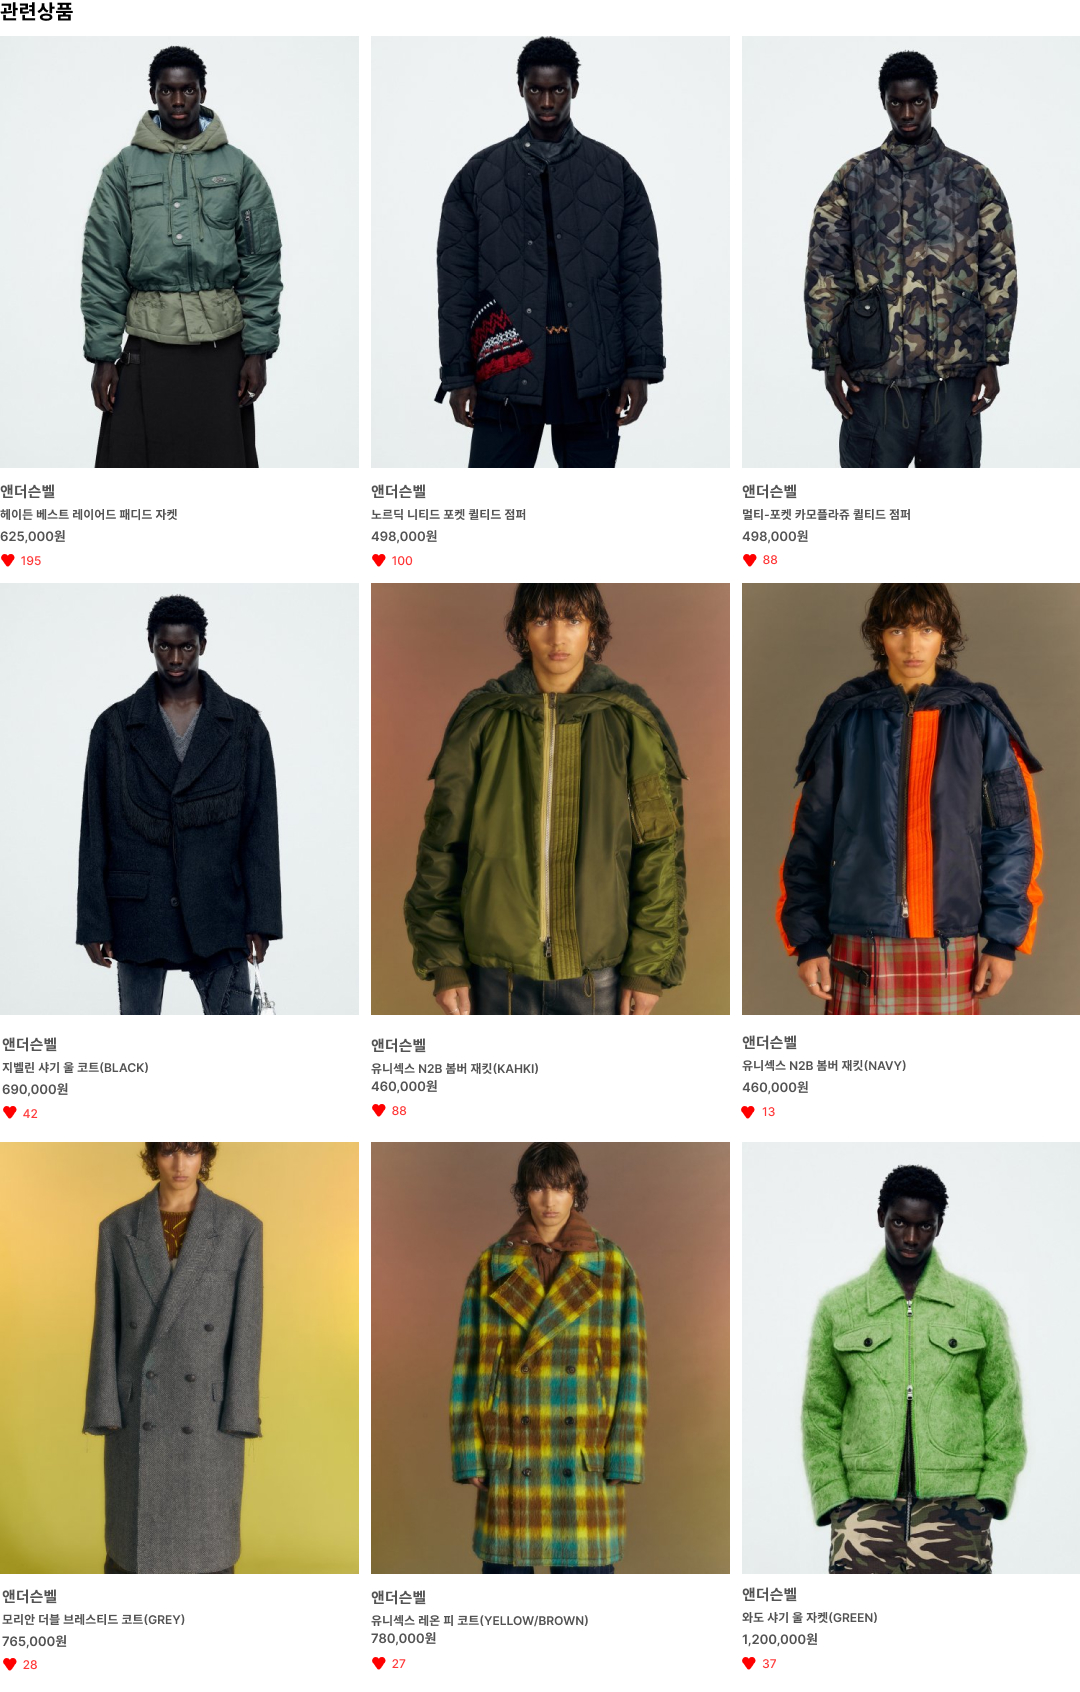 관련상품
앤더슨벨
헤이든 베스트 레이어드 패디드 자켓
625,000원
195
앤더슨벨
노르딕 니티드 포켓 퀼티드 점퍼
498,000원
100
앤더슨벨
멀티-포켓 카모플라쥬 퀼티드 점퍼
498,000원
88
앤더슨벨
지벨린 샤기 울 코트(BLACK)
690,000원
42
앤더슨벨
유니섹스 N2B 봄버 재킷(KAHKI)
460,000원
88
앤더슨벨
유니섹스 N2B 봄버 재킷(NAVY)
460,000원
13
앤더슨벨
모리안 더블 브레스티드 코트(GREY)
765,000원
28
앤더슨벨
유니섹스 레온 피 코트(YELLOW/BROWN)
780,000원
27
앤더슨벨
와도 샤기 울 자켓(GREEN)
1,200,000원
37